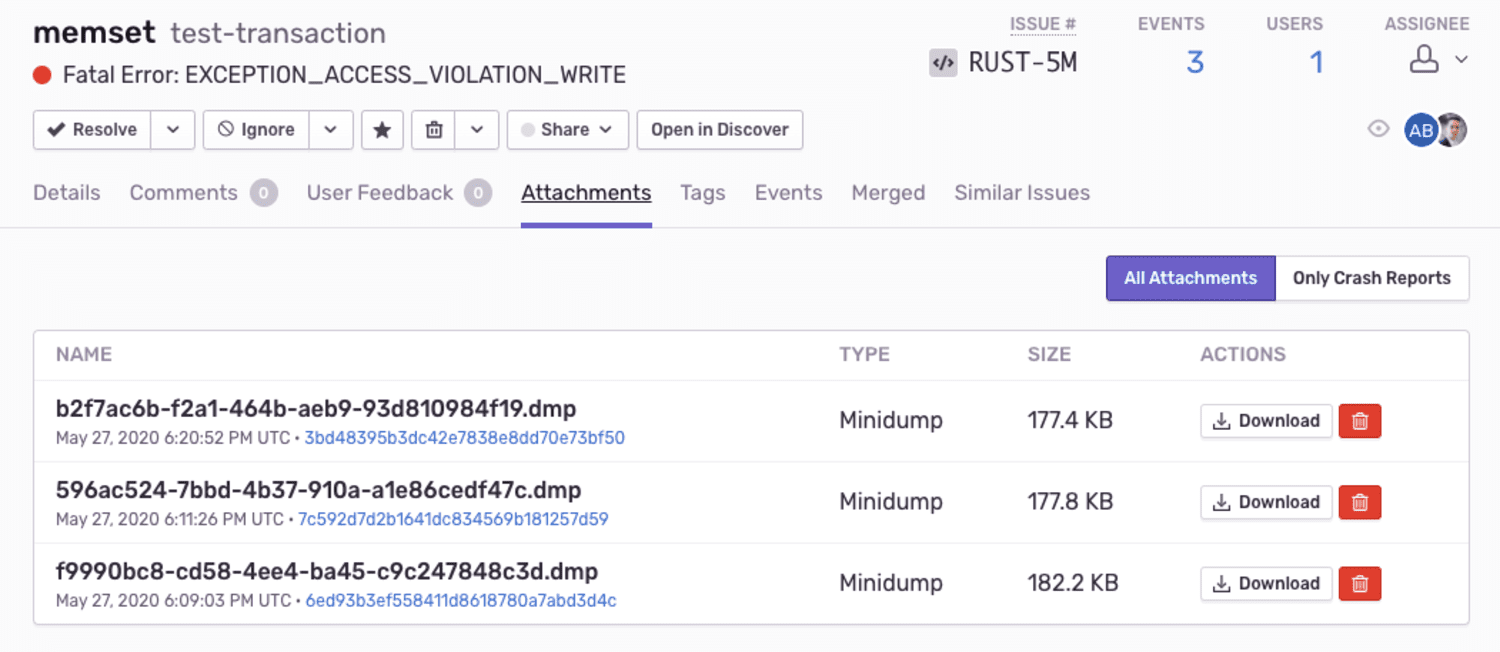 memset test-transaction
Fatal Error: EXCEPTION_ACCESS_VIOLATION_WRITE
ISSUE # EVENTS USERS ASSIGNEE
</> RUST-5M 3 1
Resolve Ignore Share Open in Discover
AB
Details Comments 0 User Feedback 0 Attachments Tags Events Merged Similar Issues
All Attachments Only Crash Reports
NAME TYPE SIZE ACTIONS
b2f7ac6b-f2a1-464b-aeb9-93d810984f19.dmp Minidump 177.4 KB Download
May 27, 2020 6:20:52 PM UTC • 3bd48395b3dc42e7838e8dd70e73bf50
596ac524-7bbd-4b37-910a-a1e86cedf47c.dmp Minidump 177.8 KB Download
May 27, 2020 6:11:26 PM UTC • 7c592d7d2b1641dc834569b181257d59
f9990bc8-cd58-4ee4-ba45-c9c247848c3d.dmp Minidump 182.2 KB Download
May 27, 2020 6:09:03 PM UTC • 6ed93b3ef558411d8618780a7abd3d4c